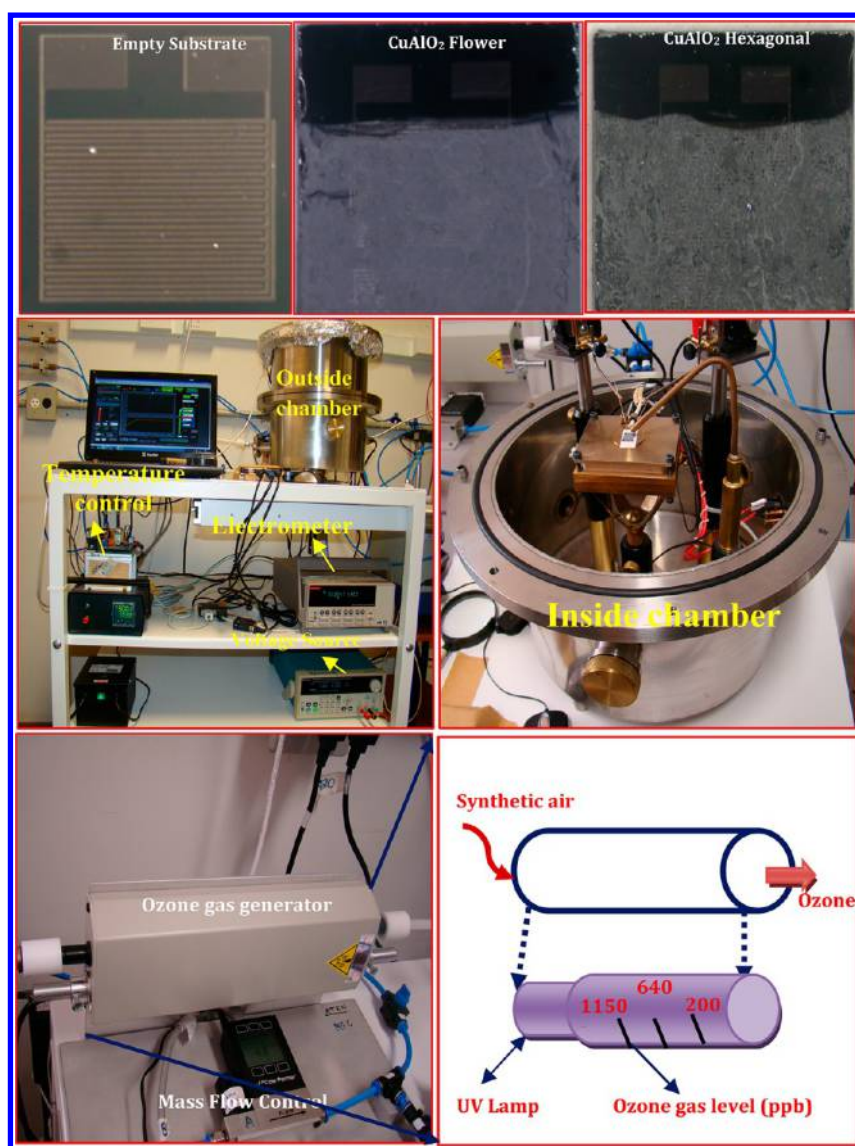 Empty Substrate
CuAlO₂ Flower
CuAlO₂ Hexagonal
Outside
chamber
Temperature
control
Electrometer
Voltage Source
Inside chamber
Ozone gas generator
Mass Flow Control
Synthetic air
Ozone
1150
640
200
UV Lamp
Ozone gas level (ppb)